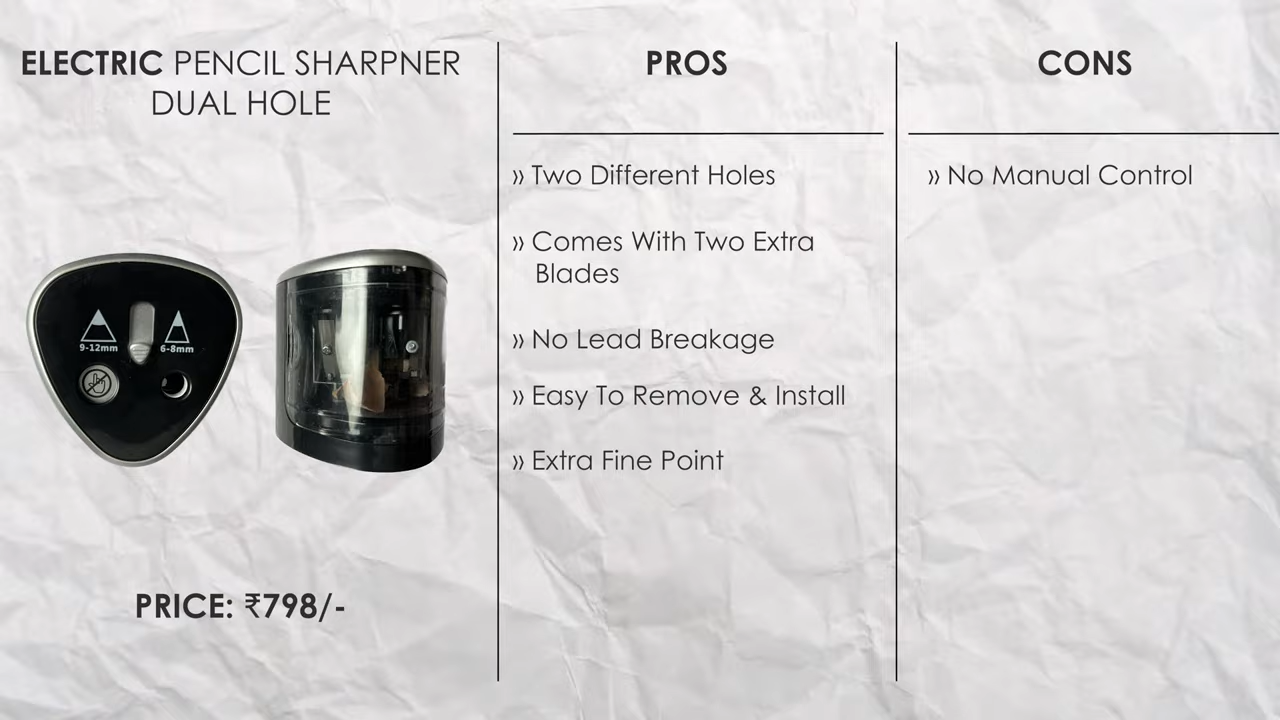 ELECTRIC PENCIL SHARPNER
DUAL HOLE
9-12mm
6-8mm
PRICE: ₹798/-
PROS
» Two Different Holes
» Comes With Two Extra
Blades
» No Lead Breakage
» Easy To Remove & Install
» Extra Fine Point
CONS
» No Manual Control